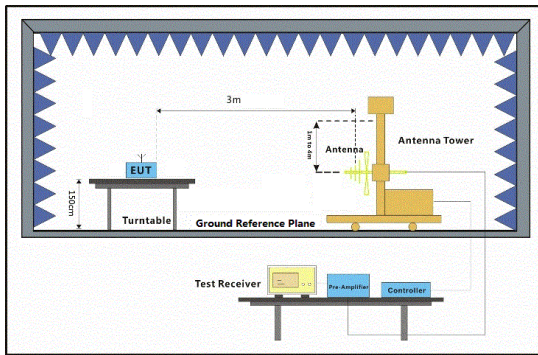 3m
1m to 4m
Antenna
Antenna Tower
EUT
150cm
Turntable
Ground Reference Plane
Test Receiver
Pre-Amplifier
Controller